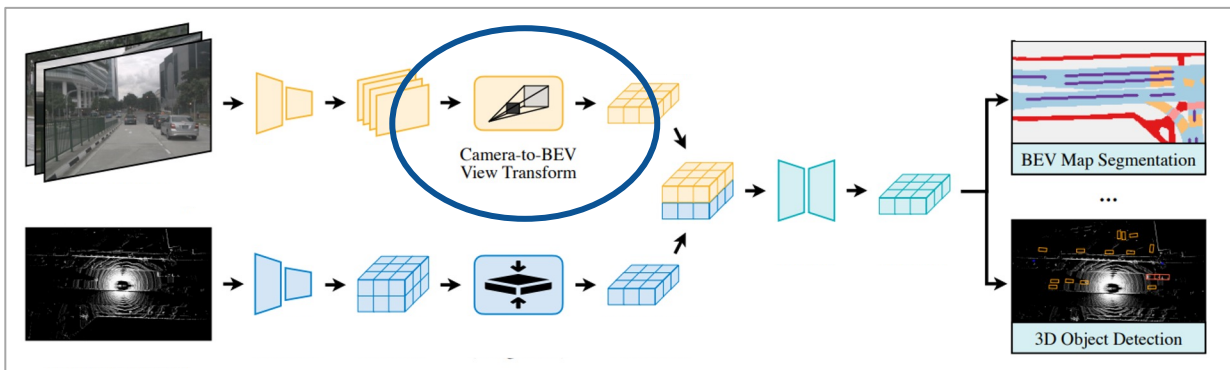 Camera-to-BEV
View Transform
BEV Map Segmentation
...
3D Object Detection